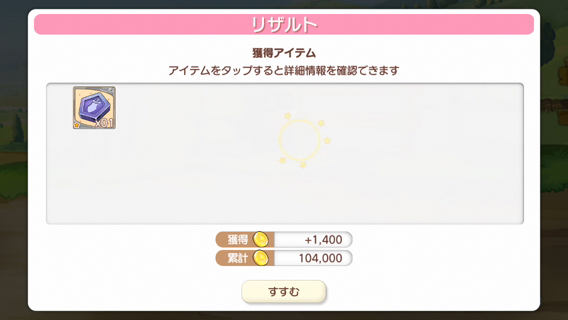 リザルト
獲得アイテム
アイテムをタップすると詳細情報を確認できます
x01
獲得 +1,400
累計 104,000
すすむ